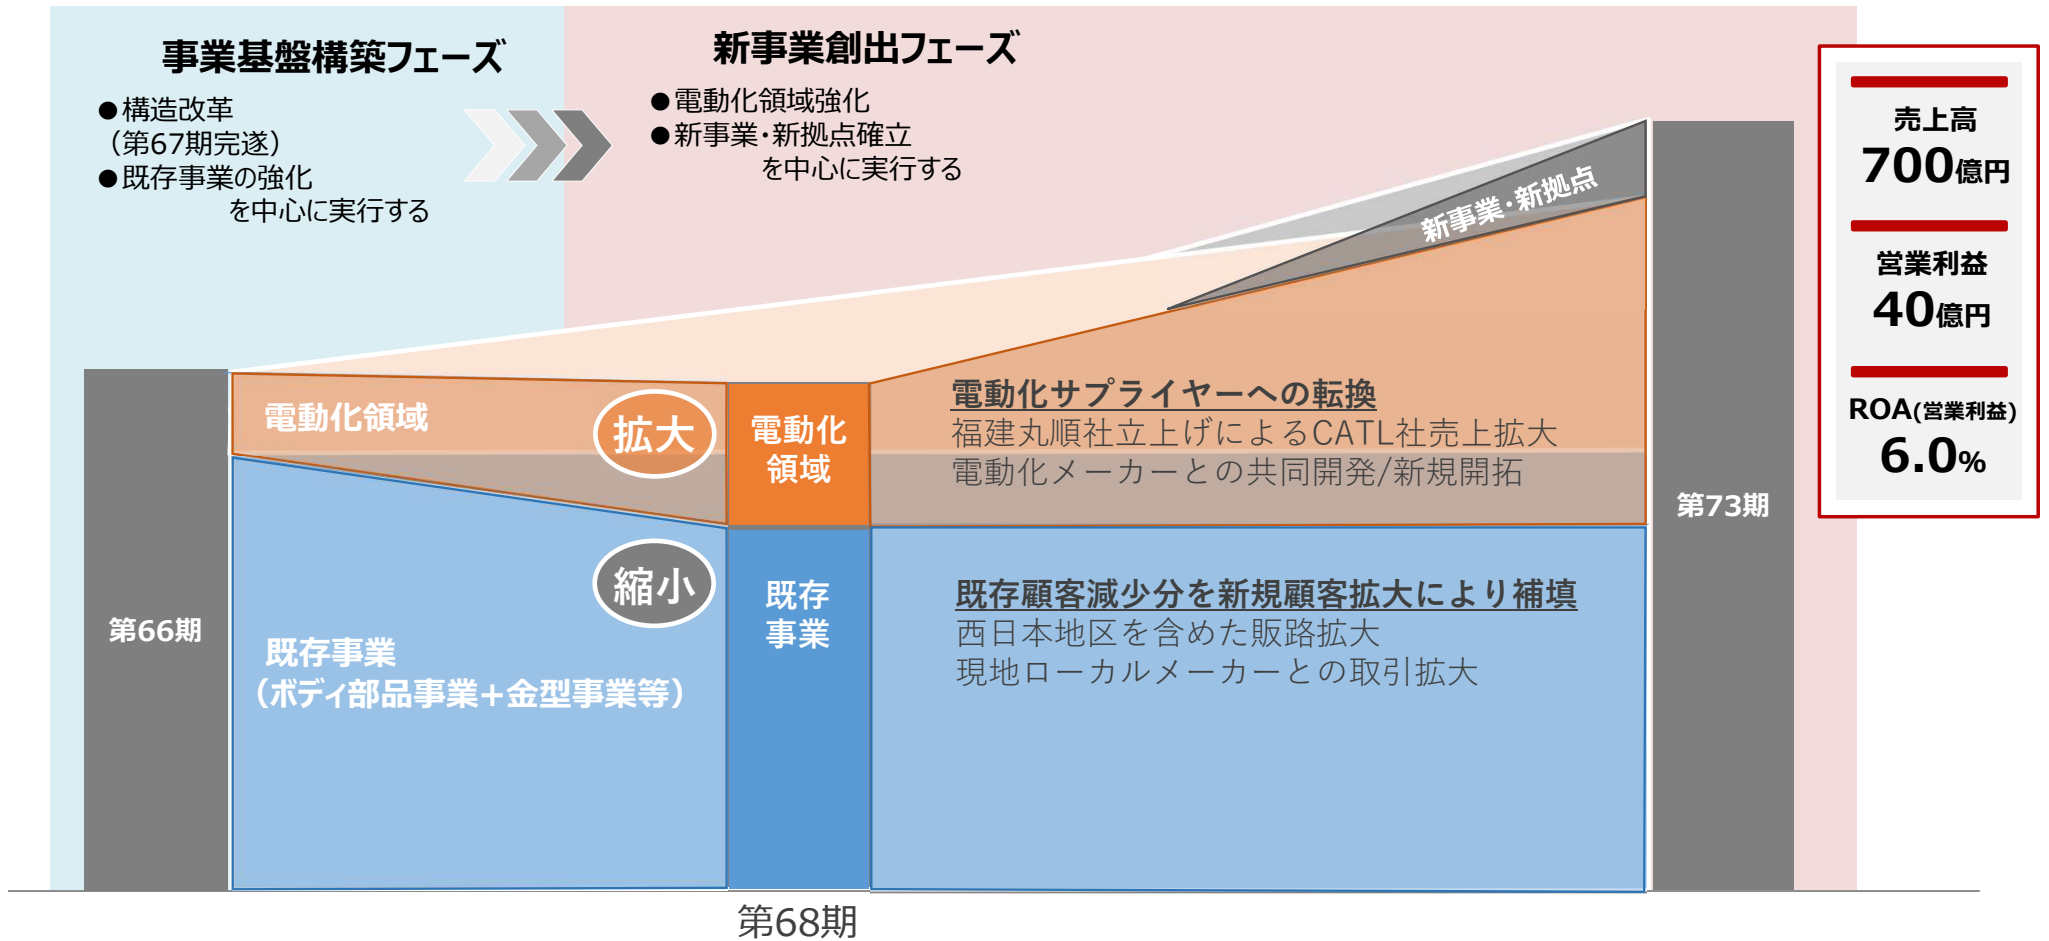 事業基盤構築フェーズ
●構造改革
（第67期完遂）
●既存事業の強化
を中心に実行する
新事業創出フェーズ
●電動化領域強化
●新事業・新拠点確立
を中心に実行する
売上高
700億円
営業利益
40億円
ROA(営業利益)
6.0%
新事業・新拠点
電動化領域
拡大
電動化
領域
電動化サプライヤーへの転換
福建丸順社立上げによるCATL社売上拡大
電動化メーカーとの共同開発/新規開拓
第73期
第66期
縮小
既存事業
（ボディ部品事業+金型事業等）
既存
事業
既存顧客減少分を新規顧客拡大により補填
西日本地区を含めた販路拡大
現地ローカルメーカーとの取引拡大
第68期